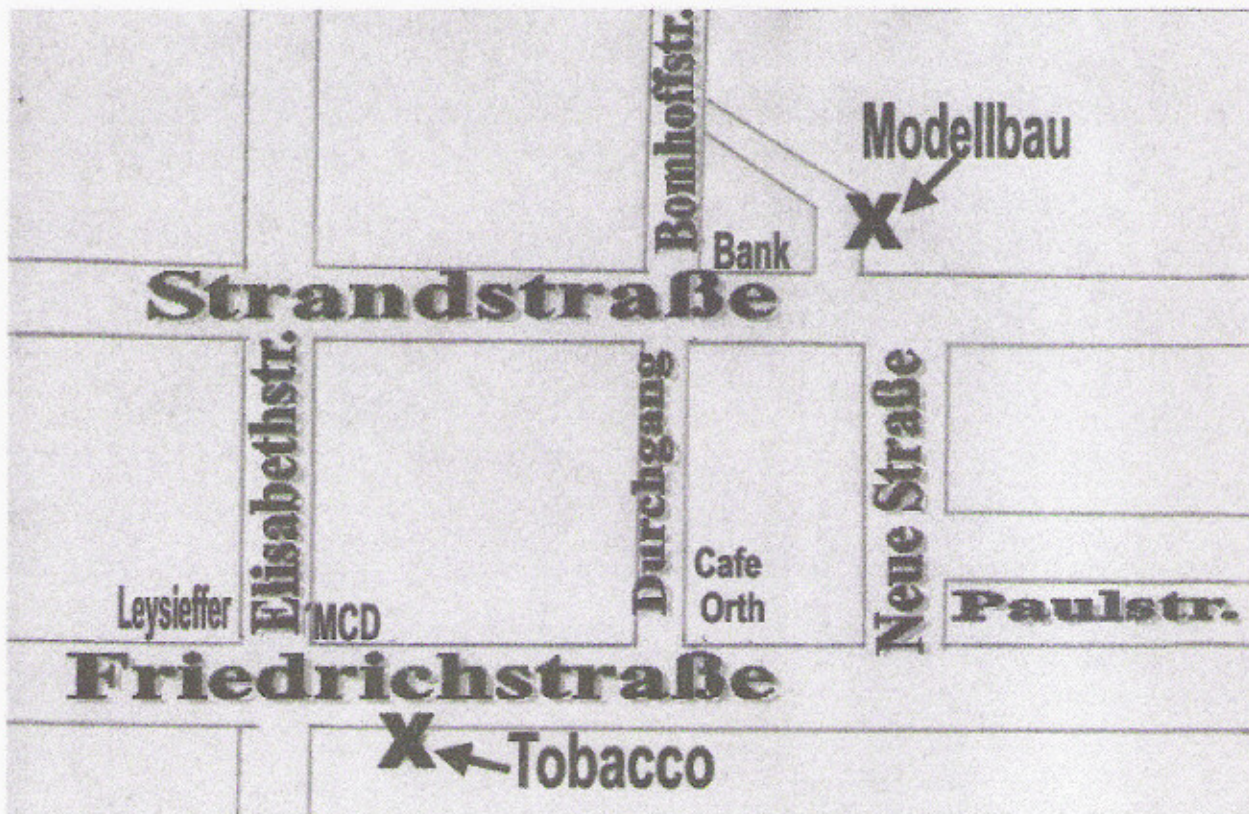 Bomhoffstr.
Modellbau
X
Bank
Strandstraße
Elisabethstr.
Durchgang
Neue Straße
Cafe
Orth
Leysieffer
MCD
Paulstr.
Friedrichstraße
X
Tobacco